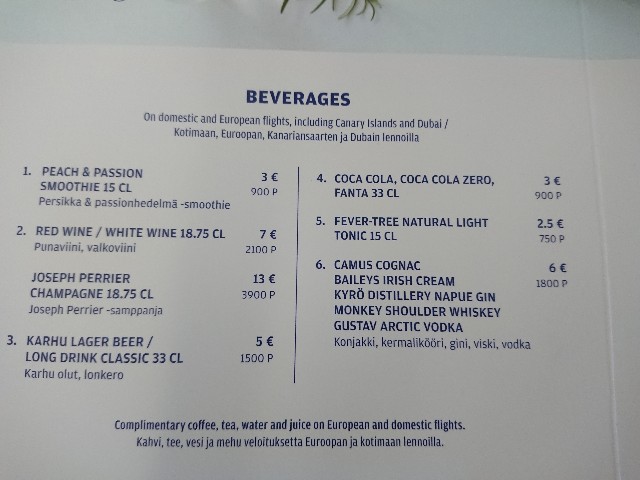 BEVERAGES
On domestic and European flights, including Canary Islands and Dubai /
Kotimaan, Euroopan, Kanariansaarten ja Dubain lennoilla
1. PEACH & PASSION
SMOOTHIE 15 CL 3 €
Persikka & passionhedelmä -smoothie 900 P
2. RED WINE / WHITE WINE 18.75 CL 7 €
Punaviini, valkoviini 2100 P
JOSEPH PERRIER 13 €
CHAMPAGNE 18.75 CL 3900 P
Joseph Perrier -samppanja
3. KARHU LAGER BEER / 5 €
LONG DRINK CLASSIC 33 CL 1500 P
Karhu olut, lonkero
4. COCA COLA, COCA COLA ZERO, 3 €
FANTA 33 CL 900 P
5. FEVER-TREE NATURAL LIGHT 2.5 €
TONIC 15 CL 750 P
6. CAMUS COGNAC 6 €
BAILEYS IRISH CREAM 1800 P
KYRÖ DISTILLERY NAPUE GIN
MONKEY SHOULDER WHISKEY
GUSTAV ARCTIC VODKA
Konjakki, kermalikööri, gini, viski, vodka
Complimentary coffee, tea, water and juice on European and domestic flights.
Kahvi, tee, vesi ja mehu veloituksetta Euroopan ja kotimaan lennoilla.